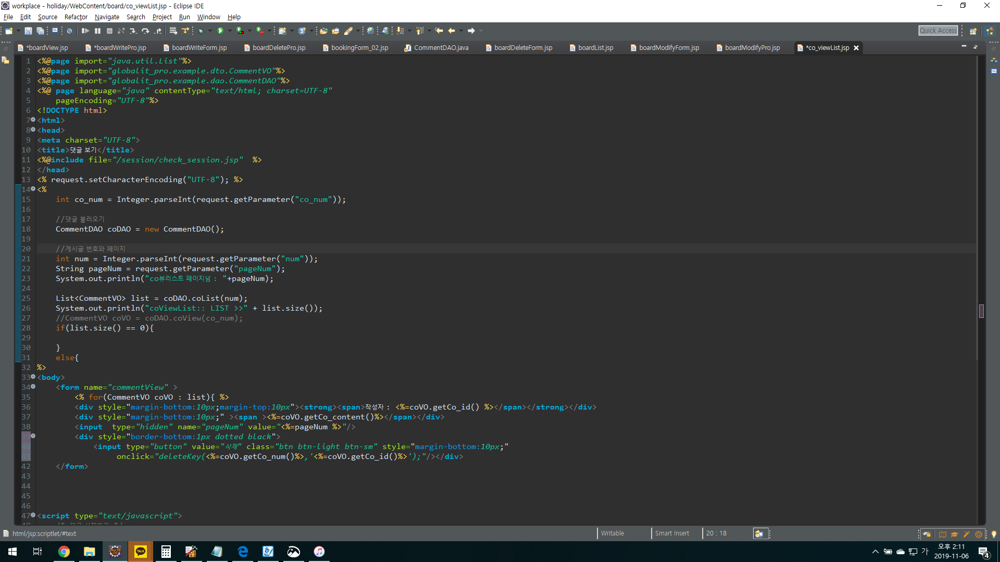 workplace - holiday/WebContent/board/co_viewList.jsp - Eclipse IDE
File Edit Source Refactor Navigate Search Project Run Window Help
Quick Access
*boardView.jsp *boardWritePro.jsp boardWriteForm.jsp boardDeletePro.jsp bookingForm_02.jsp CommentDAO.java boardDeleteForm.jsp boardList.jsp boardModifyForm.jsp boardModifyPro.jsp *co_viewList.jsp
1 <%@page import="java.util.List"%>
2 <%@page import="globalit_pro.example.dto.CommentVO"%>
3 <%@page import="globalit_pro.example.dao.CommentDAO"%>
4 <%@ page language="java" contentType="text/html; charset=UTF-8"
5 pageEncoding="UTF-8"%>
6 <!DOCTYPE html>
7 <html>
8 <head>
9 <meta charset="UTF-8">
10 <title>댓글 보기</title>
11 <%@include file="/session/check_session.jsp"  %>
12 </head>
13 <% request.setCharacterEncoding("UTF-8"); %>
14 <%
15 int co_num = Integer.parseInt(request.getParameter("co_num"));
16
17 //댓글 불러오기
18 CommentDAO coDAO = new CommentDAO();
19
20 //게시글 번호와 페이지
21 int num = Integer.parseInt(request.getParameter("num"));
22 String pageNum = request.getParameter("pageNum");
23 System.out.println("co뷰리스트 페이지넘 : "+pageNum);
24
25 List<CommentVO> list = coDAO.coList(num);
26 System.out.println("coViewList:: LIST >>" + list.size());
27 //CommentVO coVO = coDAO.coView(co_num);
28 if(list.size() == 0){
29
30 }
31 else{
32 %>
33 <body>
34 <form name="commentView" >
35 <% for(CommentVO coVO : list){ %>
36 <div style="margin-bottom:10px;margin-top:10px"><strong><span>작성자 : <%=coVO.getCo_id() %></span></strong></div>
37 <div style="margin-bottom:10px;" ><span ><%=coVO.getCo_content()%></span></div>
38 <input  type="hidden" name="pageNum" value="<%=pageNum %>"/>
39 <div style="border-bottom:1px dotted black">
40 <input type="button" value="삭제" class="btn btn-light btn-sm" style="margin-bottom:10px;"
41 onclick="deleteKey(<%=coVO.getCo_num()%>,'<%=coVO.getCo_id()%>');"/></div>
42 </form>
43
44
45
46
47 <script type="text/javascript">
html/jsp:scriptlet/#text Writable Smart Insert 20 : 18
TALK
가 오후 2:11
2019-11-06 4